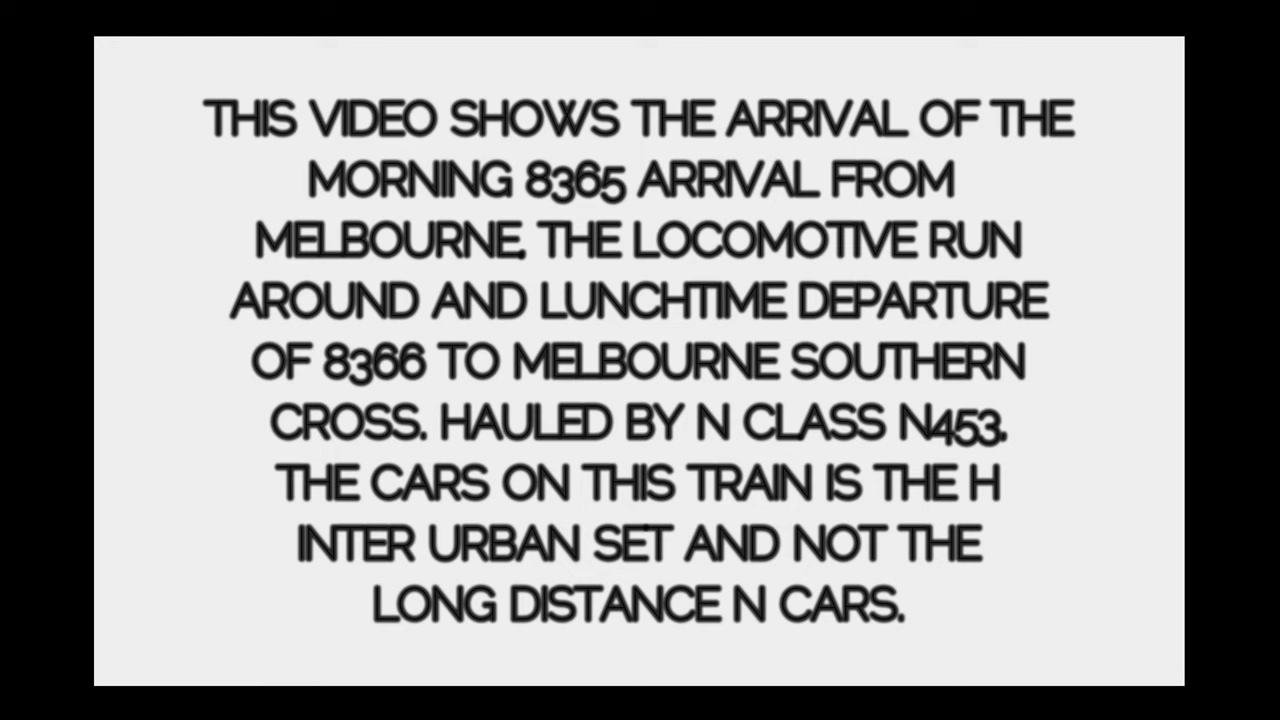 THIS VIDEO SHOWS THE ARRIVAL OF THE
MORNING 8365 ARRIVAL FROM
MELBOURNE, THE LOCOMOTIVE RUN
AROUND AND LUNCHTIME DEPARTURE
OF 8366 TO MELBOURNE SOUTHERN
CROSS. HAULED BY N CLASS N453.
THE CARS ON THIS TRAIN IS THE H
INTER URBAN SET AND NOT THE
LONG DISTANCE N CARS.